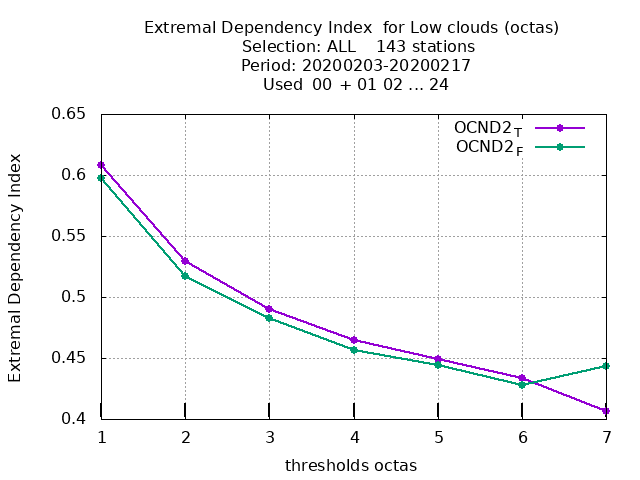 Extremal Dependency Index  for Low clouds (octas)
Selection: ALL    143 stations
Period: 20200203-20200217
Used  00 + 01 02 ... 24
OCND2T
OCND2F
0.65
0.6
0.55
0.5
0.45
0.4
Extremal Dependency Index
1 2 3 4 5 6 7
thresholds octas